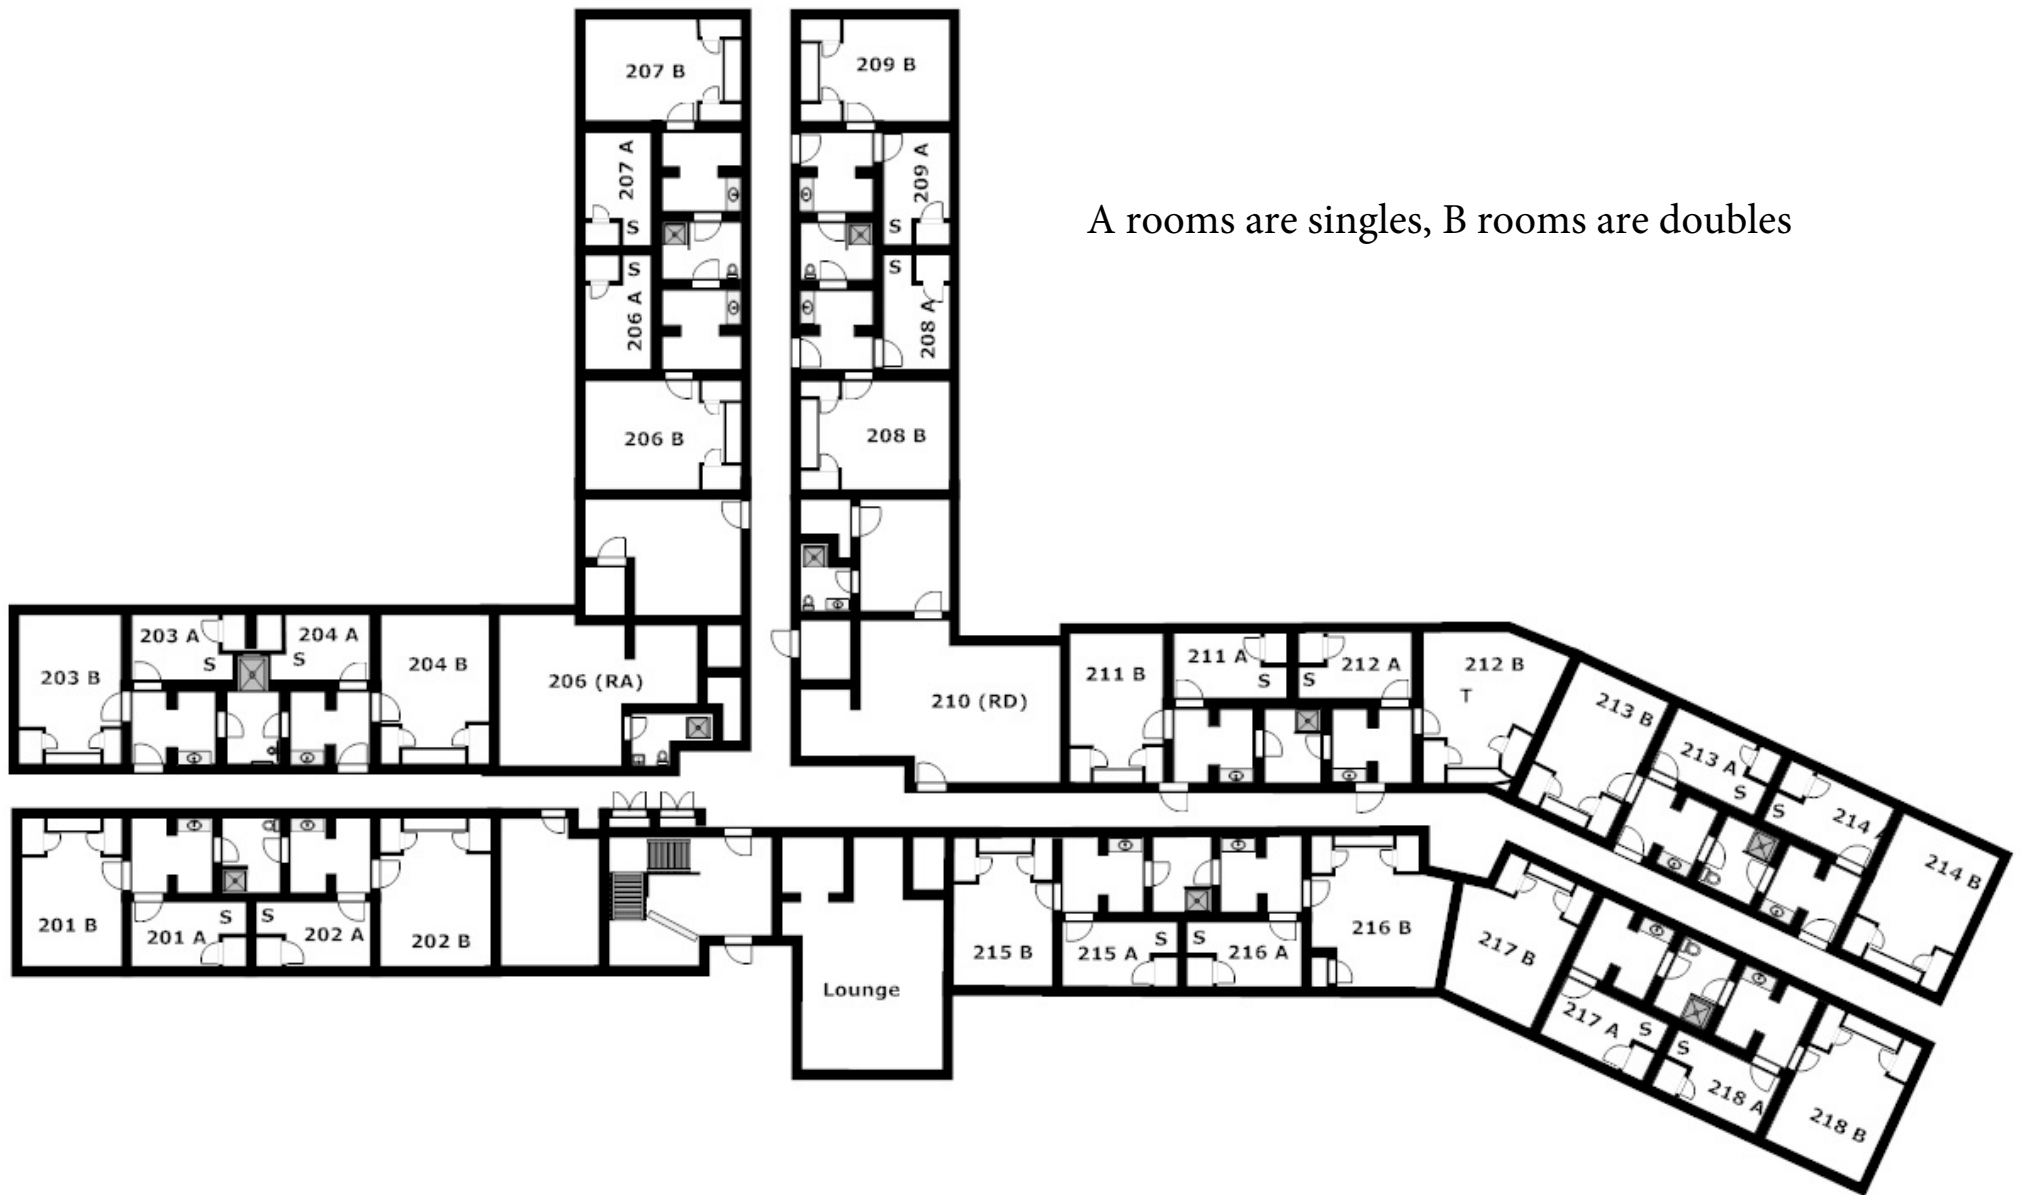 207 B
209 B
207 A
S
209 A
S
A rooms are singles, B rooms are doubles
S
206 A
S
208 A
206 B
208 B
203 A
S
204 A
S
203 B
204 B
206 (RA)
210 (RD)
211 B
211 A
S
212 A
S
212 B
T
213 B
213 A
S
214 A
S
214 B
201 B
201 A
S
202 A
S
202 B
Lounge
215 B
215 A
S
216 A
S
216 B
217 B
217 A
S
218 A
S
218 B